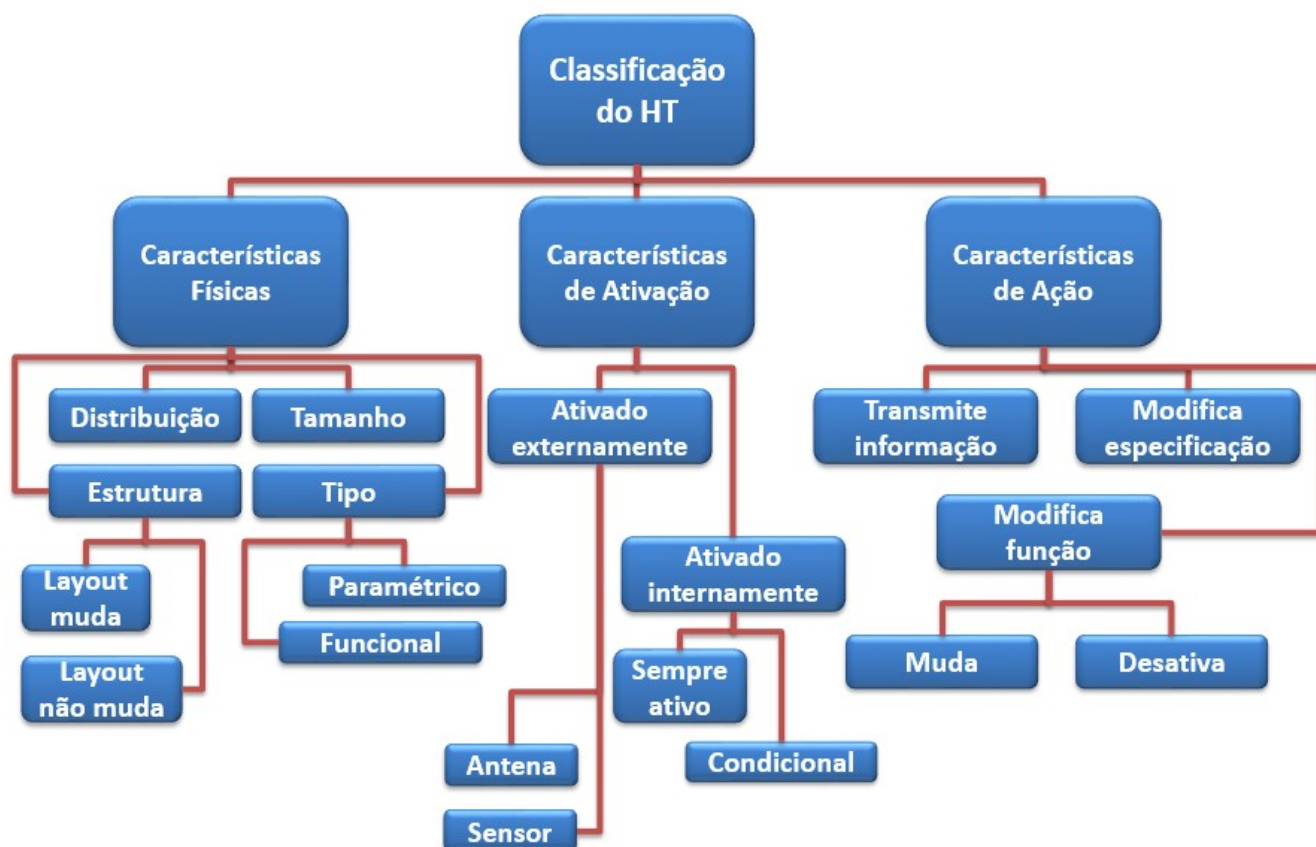 Classificação
do HT
Características
Físicas
Características
de Ativação
Características
de Ação
Distribuição
Tamanho
Estrutura
Tipo
Layout
muda
Layout
não muda
Paramétrico
Funcional
Ativado
externamente
Ativado
internamente
Sempre
ativo
Condicional
Antena
Sensor
Transmite
informação
Modifica
especificação
Modifica
função
Muda
Desativa